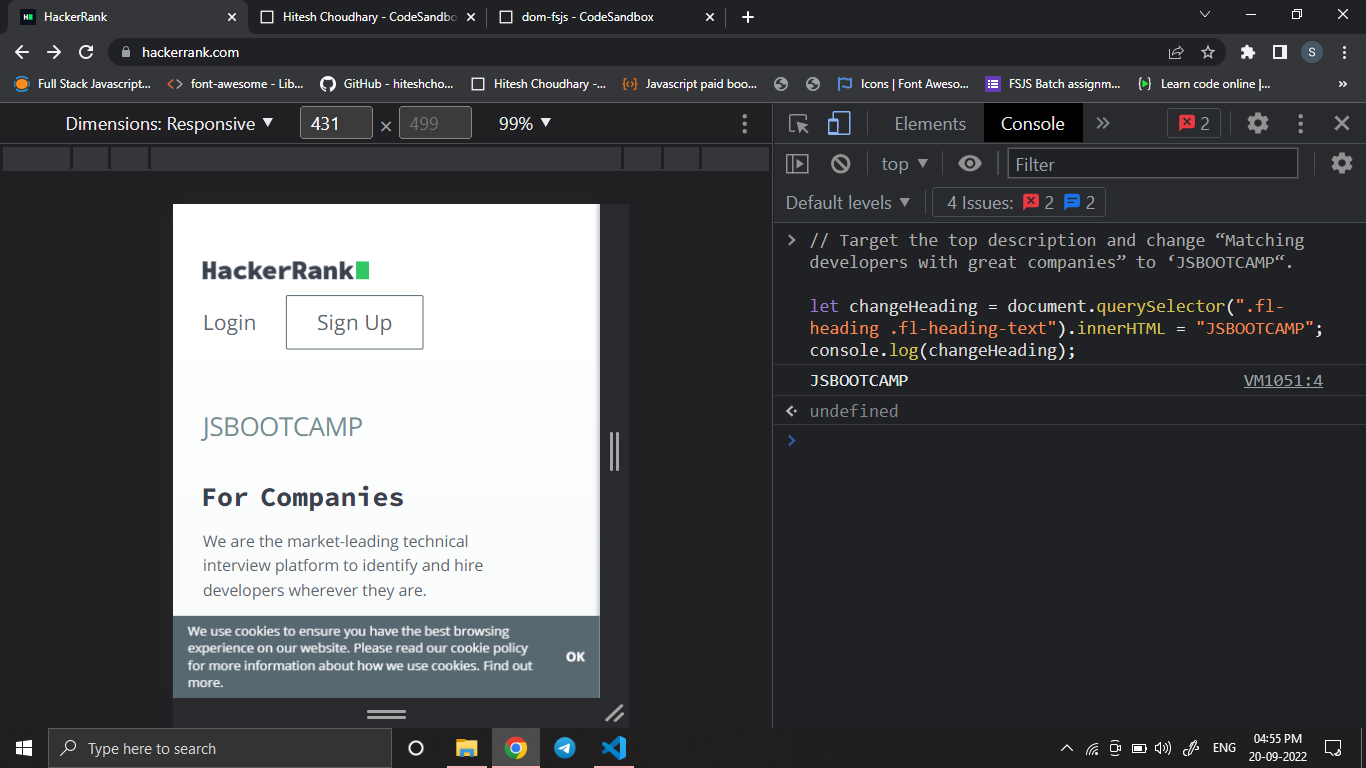 HackerRank
Hitesh Choudhary - CodeSandbo
dom-fsjs - CodeSandbox
hackerrank.com
S
Full Stack Javascript...
font-awesome - Lib...
GitHub - hiteshcho...
Hitesh Choudhary -...
Javascript paid boo...
Icons | Font Aweso...
FSJS Batch assignm...
Learn code online |...
»
Dimensions: Responsive
431
×
499
99%
Elements
Console
2
top
Filter
Default levels
4 Issues:
2
2
// Target the top description and change “Matching
developers with great companies” to ‘JSBOOTCAMP“.
let changeHeading = document.querySelector(".fl-
heading .fl-heading-text").innerHTML = "JSBOOTCAMP";
console.log(changeHeading);
JSBOOTCAMP
VM1051:4
undefined
HackerRank
Login
Sign Up
JSBOOTCAMP
For Companies
We are the market-leading technical
interview platform to identify and hire
developers wherever they are.
We use cookies to ensure you have the best browsing
experience on our website. Please read our cookie policy
for more information about how we use cookies. Find out
more.
OK
Type here to search
ENG
04:55 PM
20-09-2022